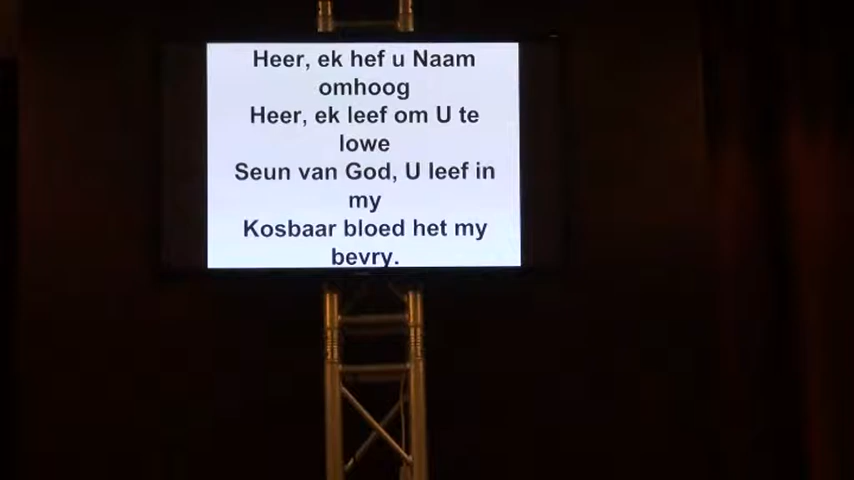 Heer, ek hef u Naam
omhoog
Heer, ek leef om U te
lowe
Seun van God, U leef in
my
Kosbaar bloed het my
bevry.